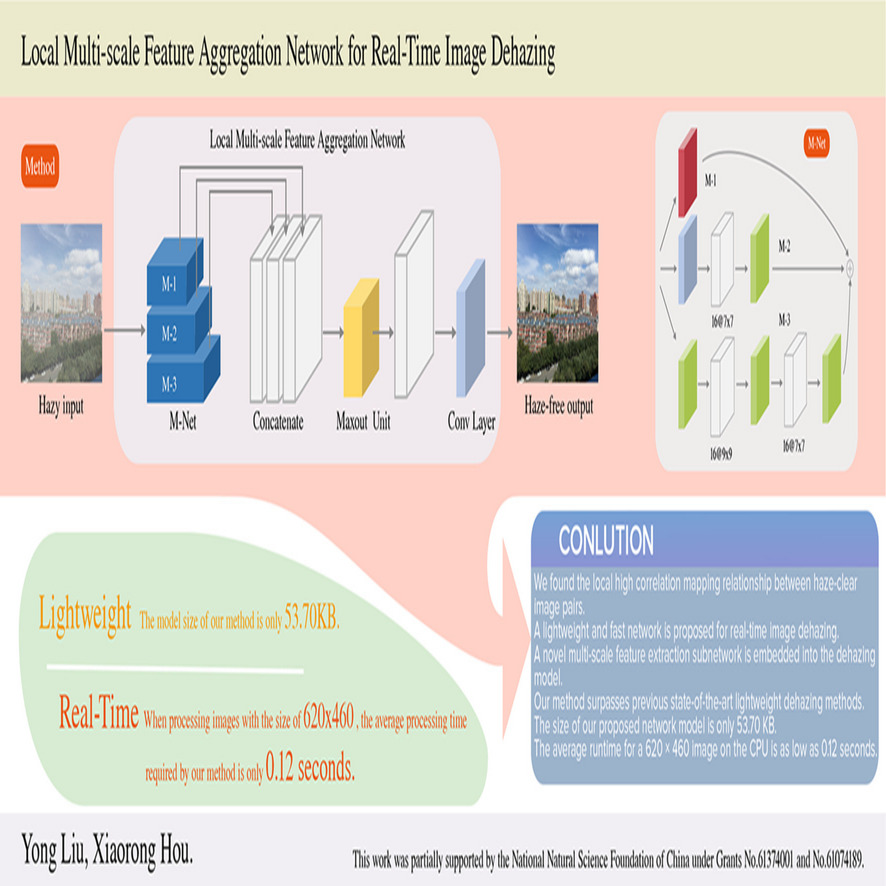 Local Multi-scale Feature Aggregation Network for Real-Time Image Dehazing
Method
Local Multi-scale Feature Aggregation Network
M-1
M-2
M-3
Hazy input
M-Net
Concatenate
Maxout Unit
Conv Layer
Haze-free output
M-Net
M-1
M-2
16@7x7
M-3
16@9x9
16@7x7
Lightweight The model size of our method is only 53.70KB.
Real-Time When processing images with the size of 620x460 , the average processing time
required by our method is only 0.12 seconds.
CONLUTION
We found the local high correlation mapping relationship between haze-clear
image pairs.
A lightweight and fast network is proposed for real-time image dehazing.
A novel multi-scale feature extraction subnetwork is embedded into the dehazing
model.
Our method surpasses previous state-of-the-art lightweight dehazing methods.
The size of our proposed network model is only 53.70 KB.
The average runtime for a 620 × 460 image on the CPU is as low as 0.12 seconds.
Yong Liu, Xiaorong Hou.
This work was partially supported by the National Natural Science Foundation of China under Grants No.61374001 and No.61074189.